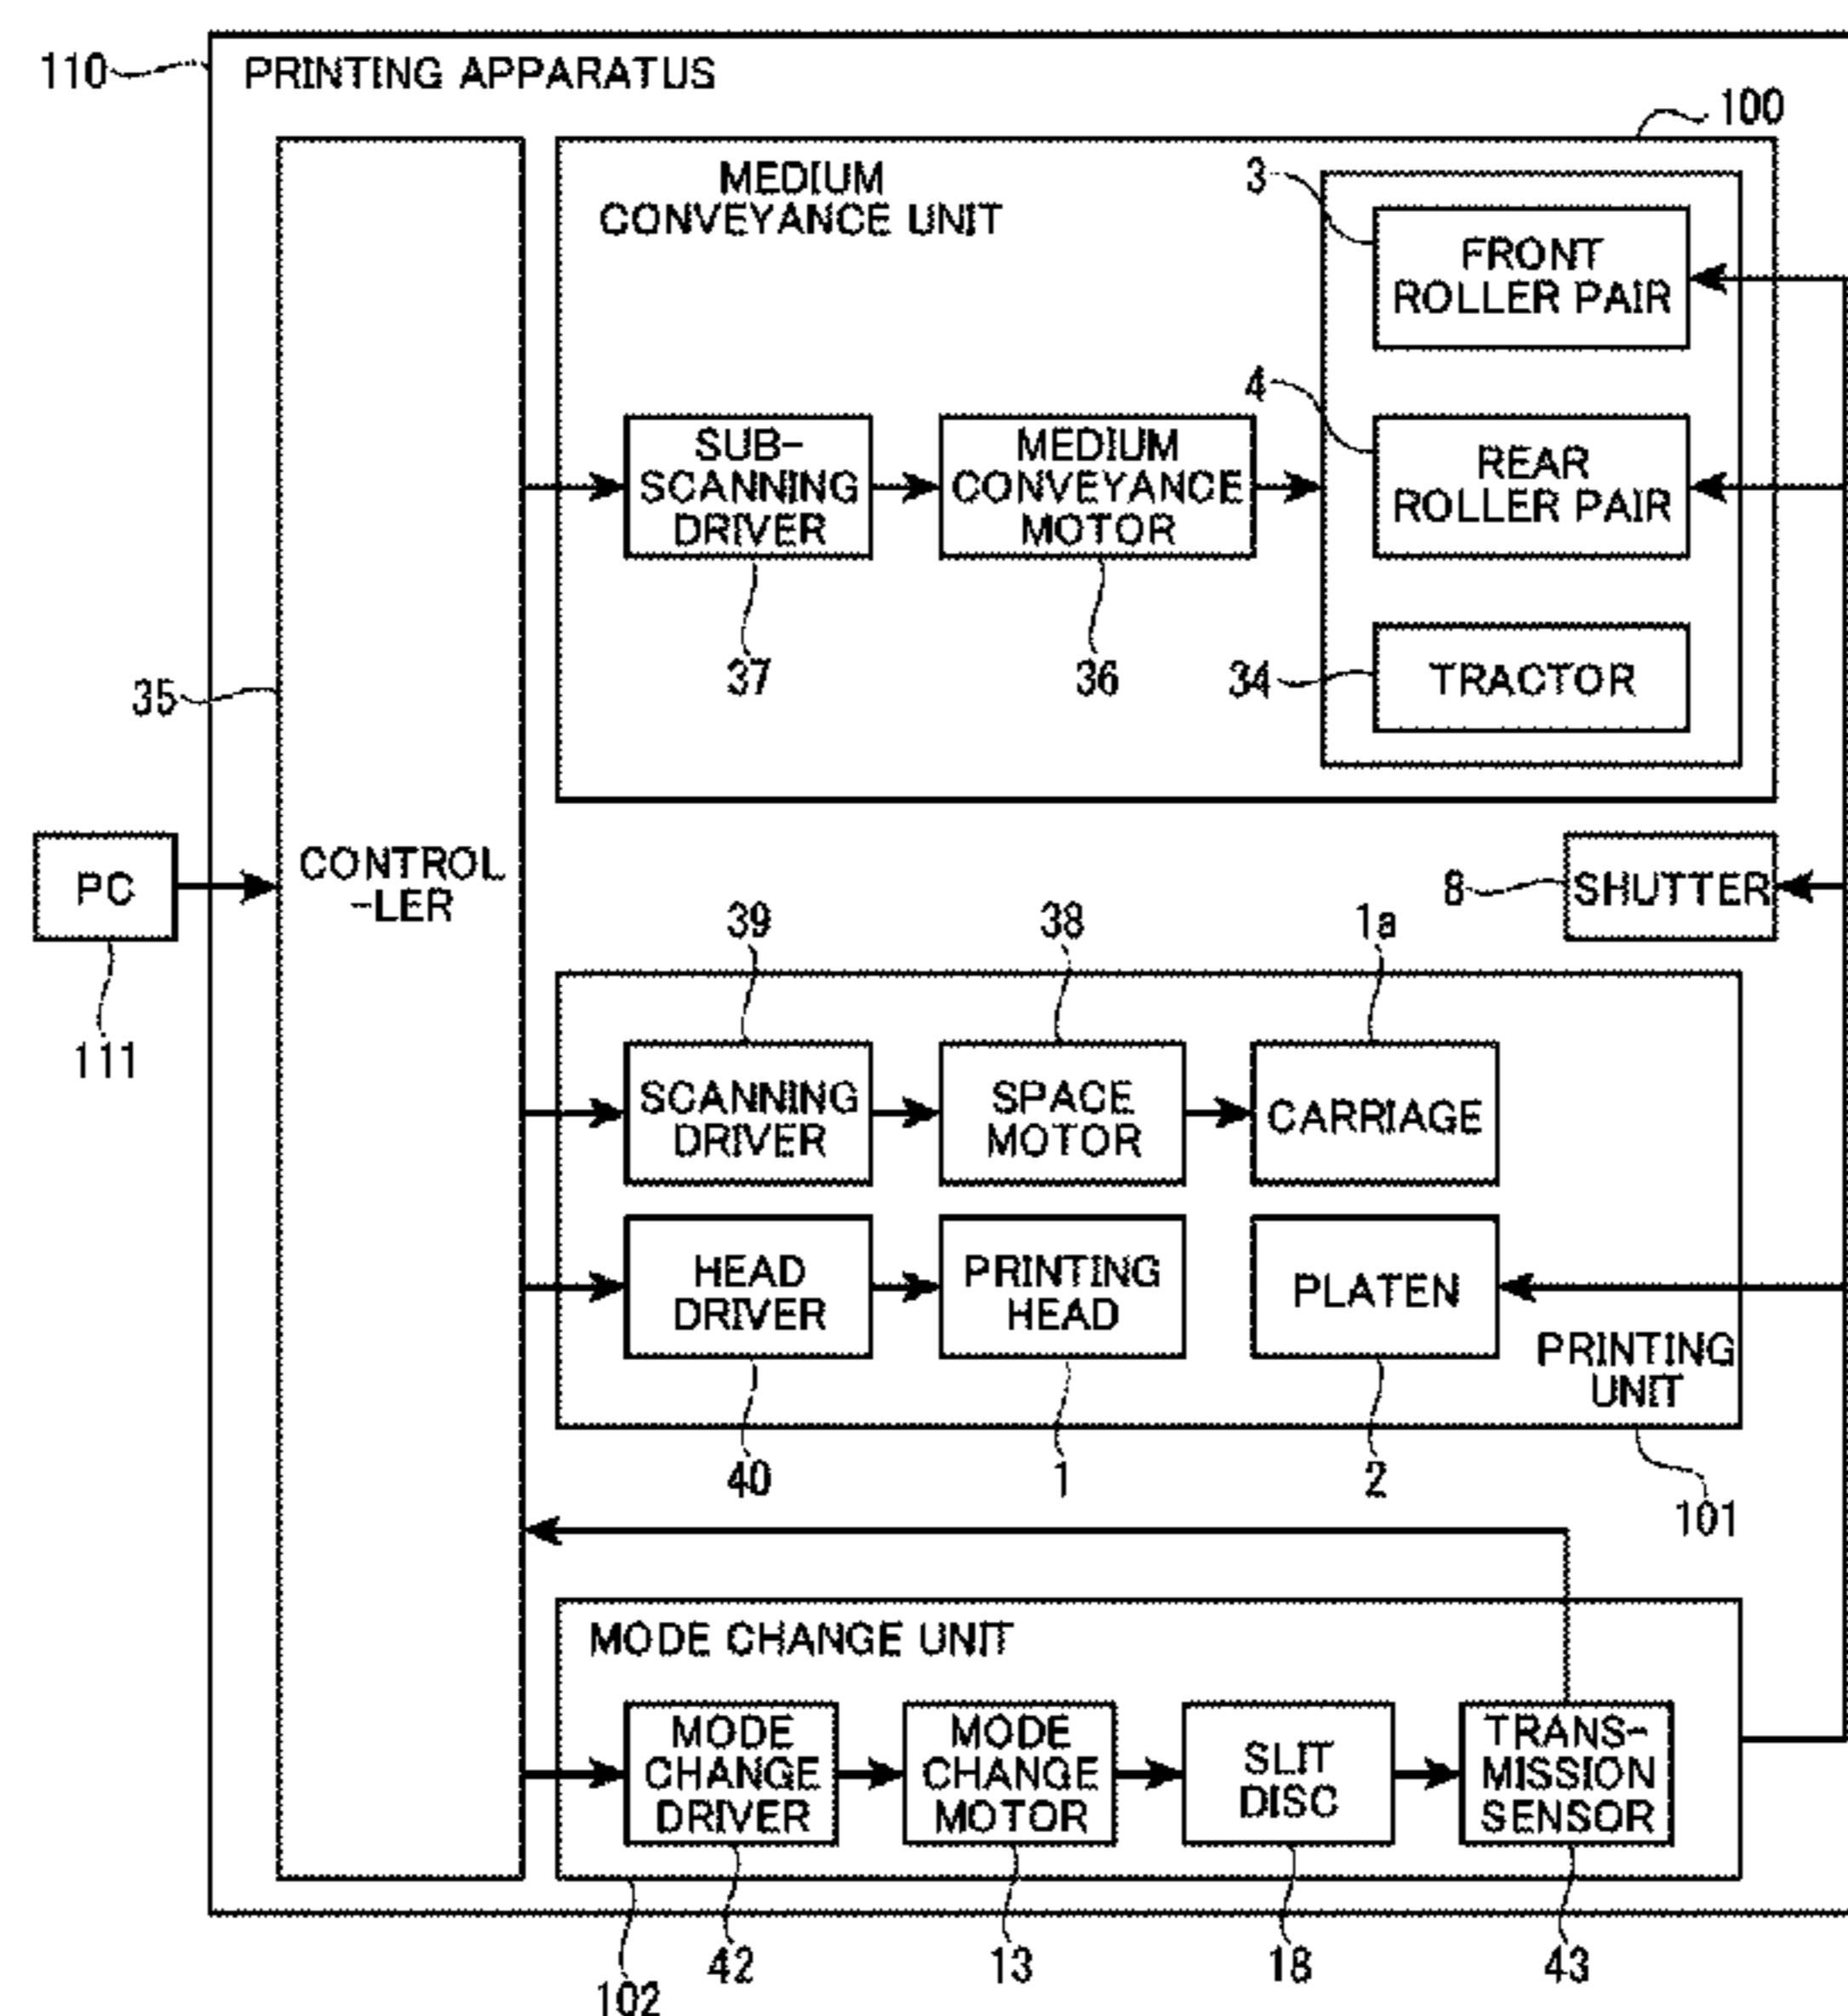 110
PRINTING APPARATUS
100
MEDIUM
CONVEYANCE UNIT
3
FRONT
ROLLER PAIR
4
SUB-
SCANNING
DRIVER
MEDIUM
CONVEYANCE
MOTOR
REAR
ROLLER PAIR
37
36
34
TRACTOR
35
PC
CONTROL
-LER
8
SHUTTER
111
39
38
1a
SCANNING
DRIVER
SPACE
MOTOR
CARRIAGE
HEAD
DRIVER
PRINTING
HEAD
PLATEN
PRINTING
UNIT
40
1
2
101
MODE CHANGE UNIT
MODE
CHANGE
DRIVER
MODE
CHANGE
MOTOR
SLIT
DISC
TRANS-
MISSION
SENSOR
102
42
13
18
43